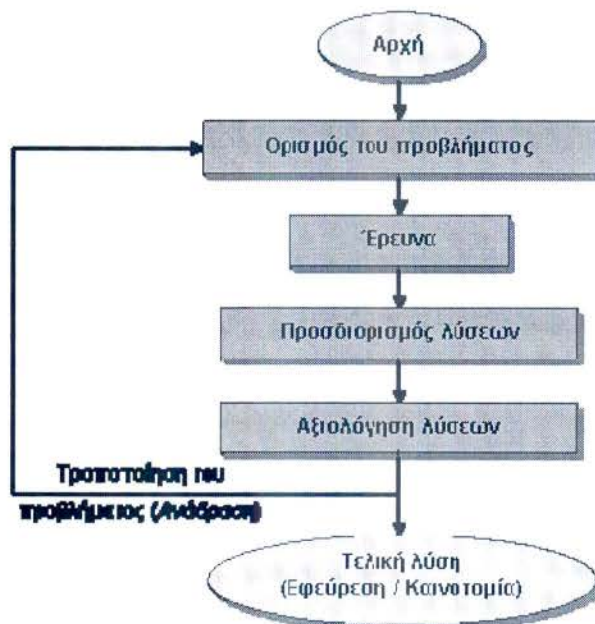 Αρχή
Ορισμός του προβλήματος
Έρευνα
Προσδιορισμός λύσεων
Αξιολόγηση λύσεων
Τροποποίηση του
προβλήματος (Ανάδραση)
Τελική λύση
(Εφεύρεση / Καινοτομία)